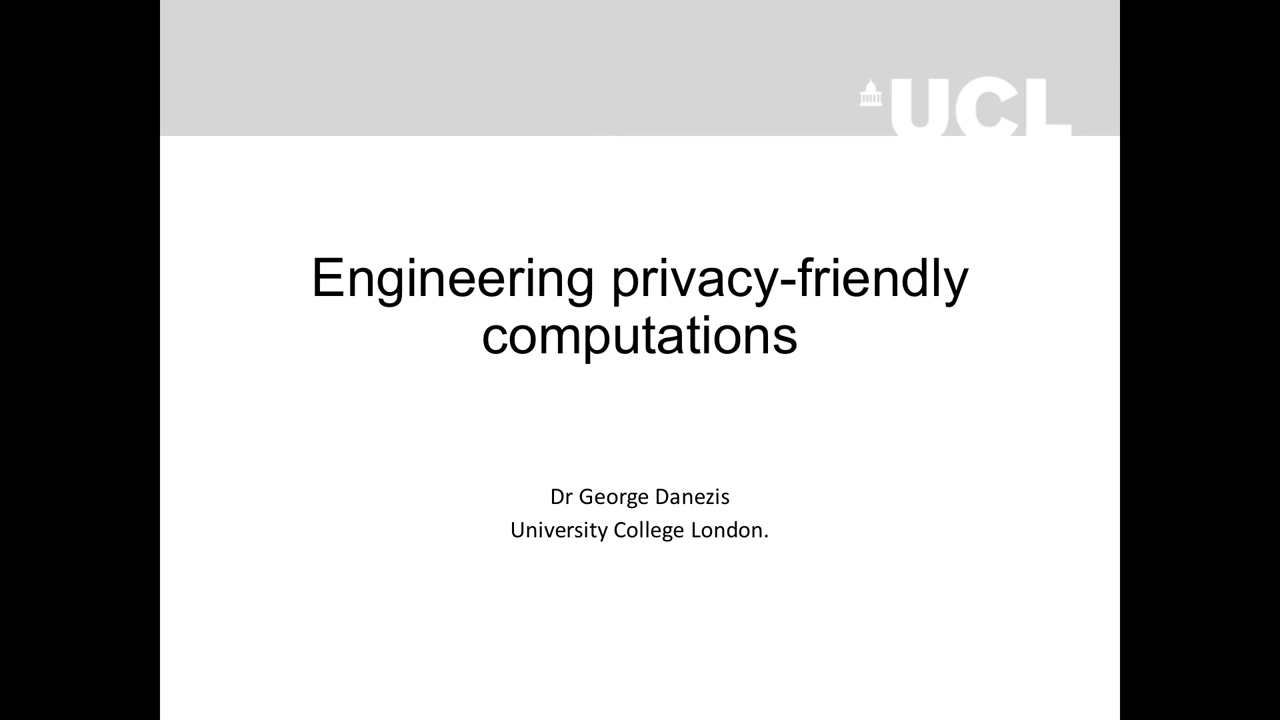 UCL
Engineering privacy-friendly
computations
Dr George Danezis
University College London.